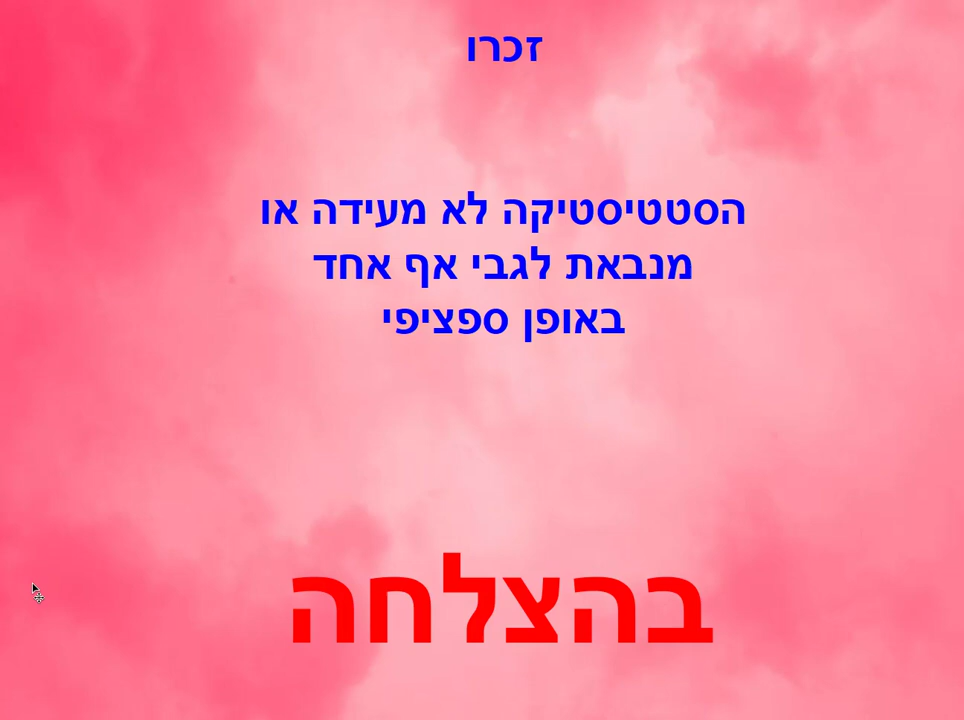 זכרו
הסטטיסטיקה לא מעידה או
מנבאת לגבי אף אחד
באופן ספציפי
בהצלחה